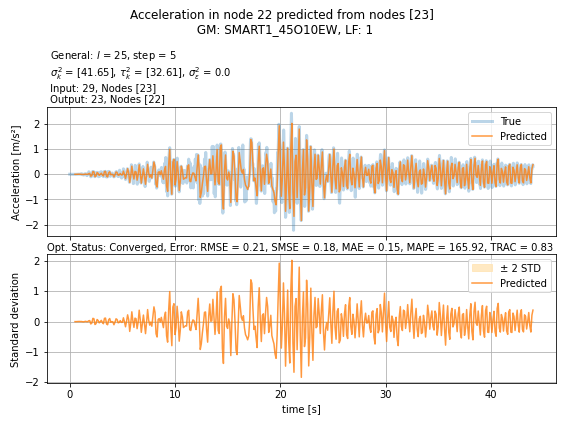 Acceleration in node 22 predicted from nodes [23]
GM: SMART1_45O10EW, LF: 1
General: l = 25, step = 5
σ²ₖ = [41.65], τ²ₖ = [32.61], σ²ε = 0.0
Input: 29, Nodes [23]
Output: 23, Nodes [22]
Acceleration [m/s²]
2
1
0
−1
−2
True
Predicted
Opt. Status: Converged, Error: RMSE = 0.21, SMSE = 0.18, MAE = 0.15, MAPE = 165.92, TRAC = 0.83
Standard deviation
2
1
0
−1
−2
± 2 STD
Predicted
0 10 20 30 40
time [s]